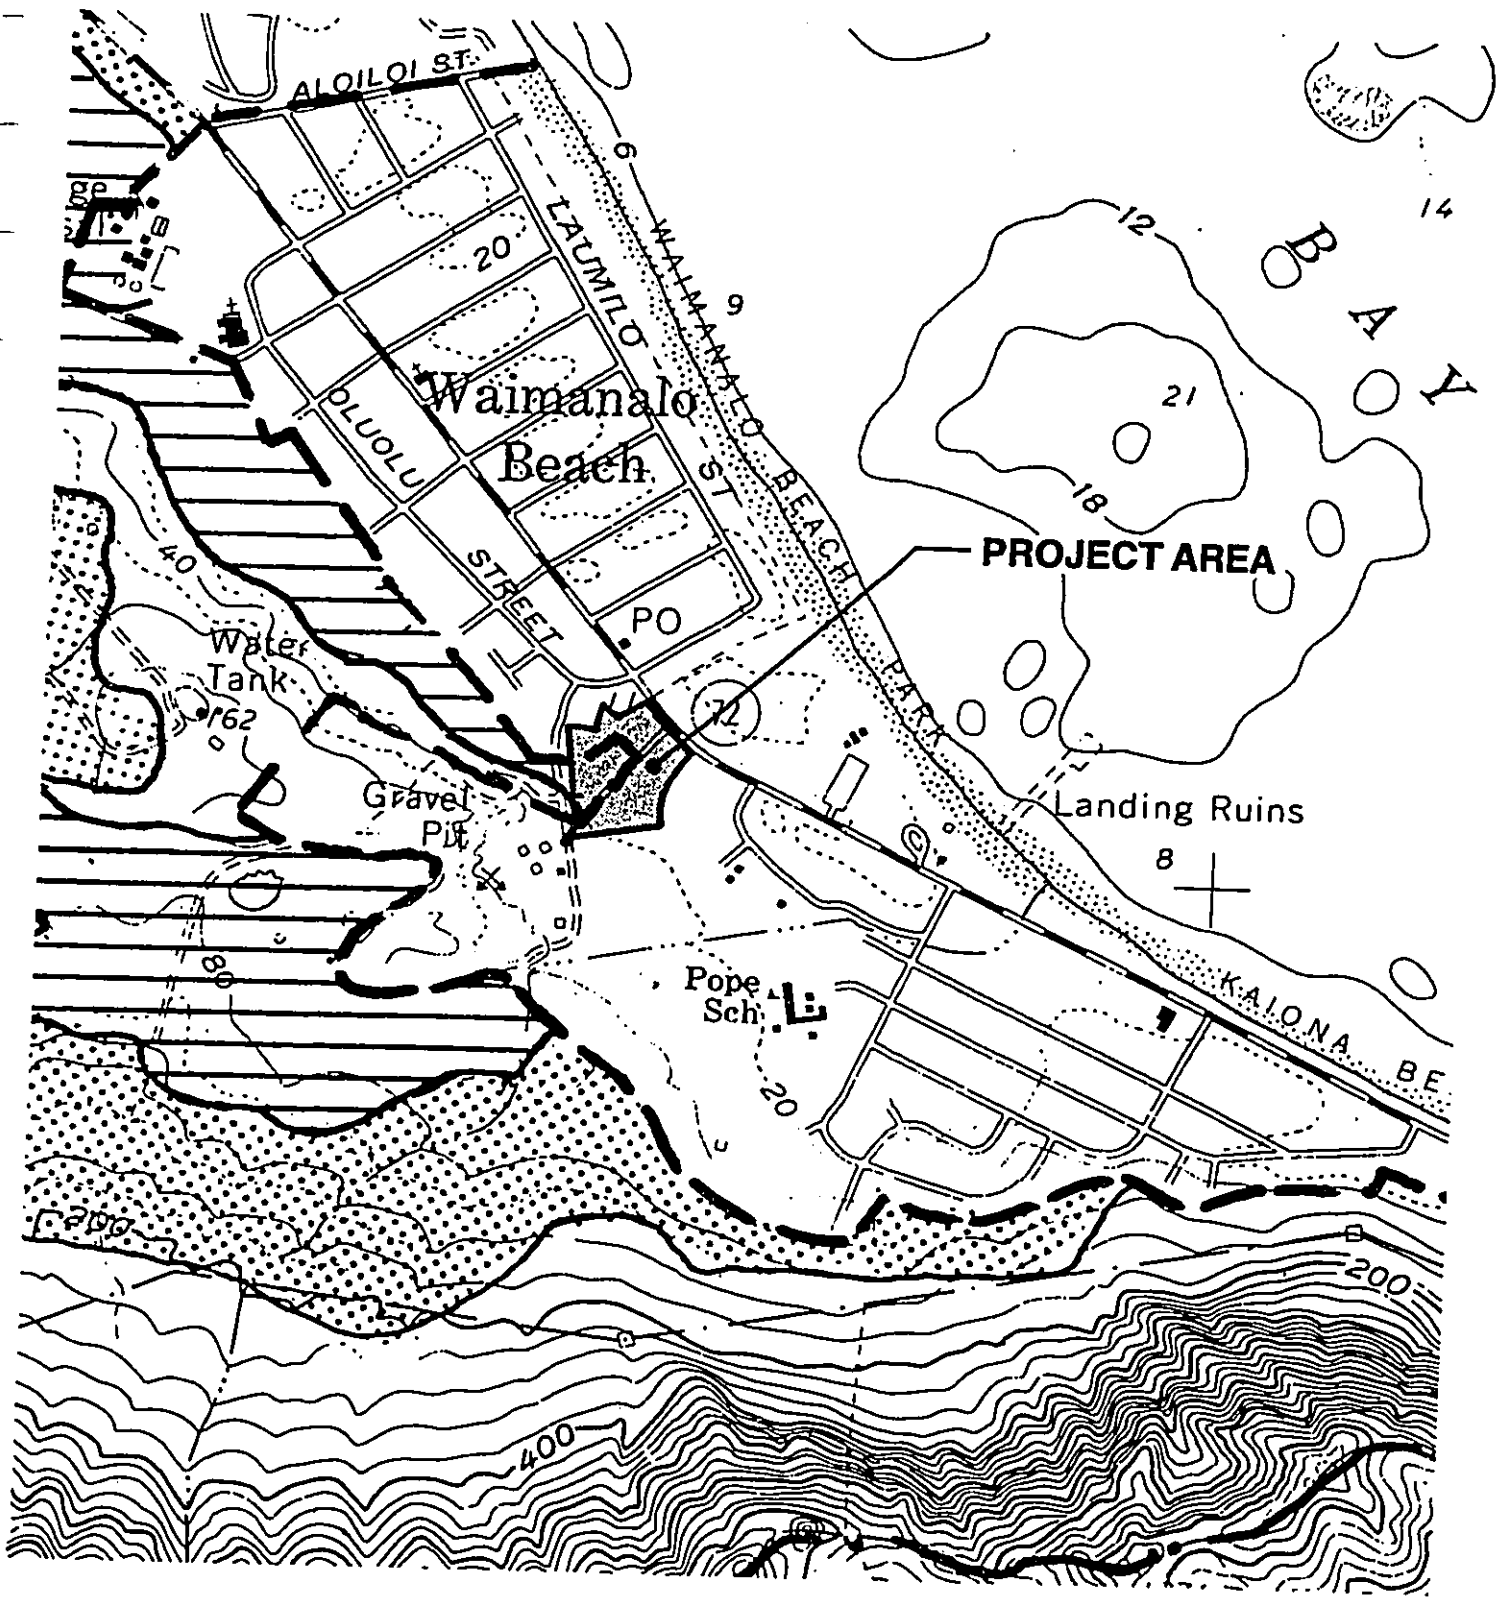 ALOILOI ST.
6
14
12
B
A
Y
ge
20
LAUMILO
ST
WAIMANALO
BEACH
PARK
9
21
18
OLUOLU
STREET
Waimanalo
Beach
40
PROJECT AREA
PO
Water
Tank
162
72
Gravel
Pit
Landing Ruins
8
80
Pope
Sch
KAIONA
BE
20
200
200
400